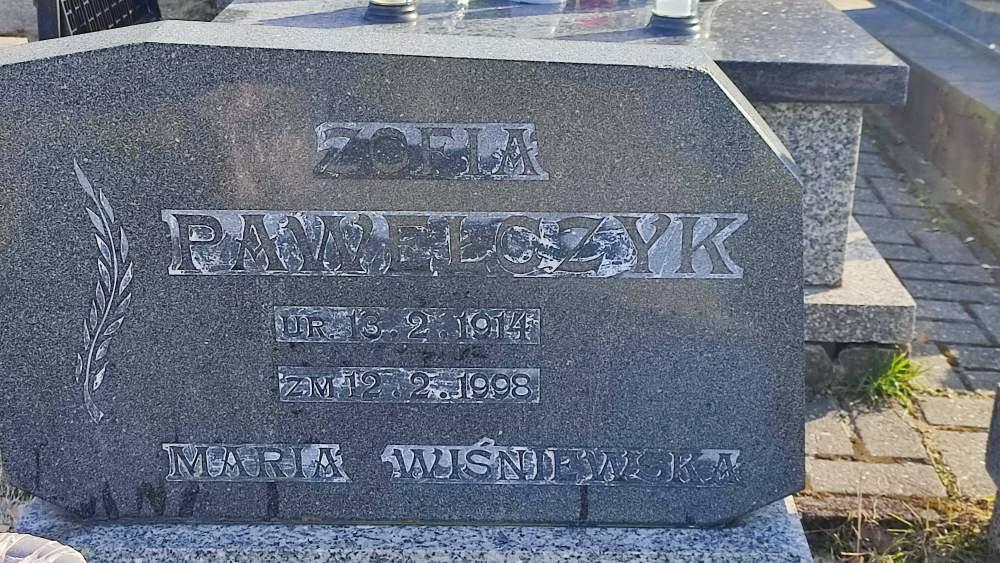 ZOFIA
PAWEŁCZYK
UR. 13.2.1914
ZM 12.2.1998
MARIA WIŚNIEWSKA